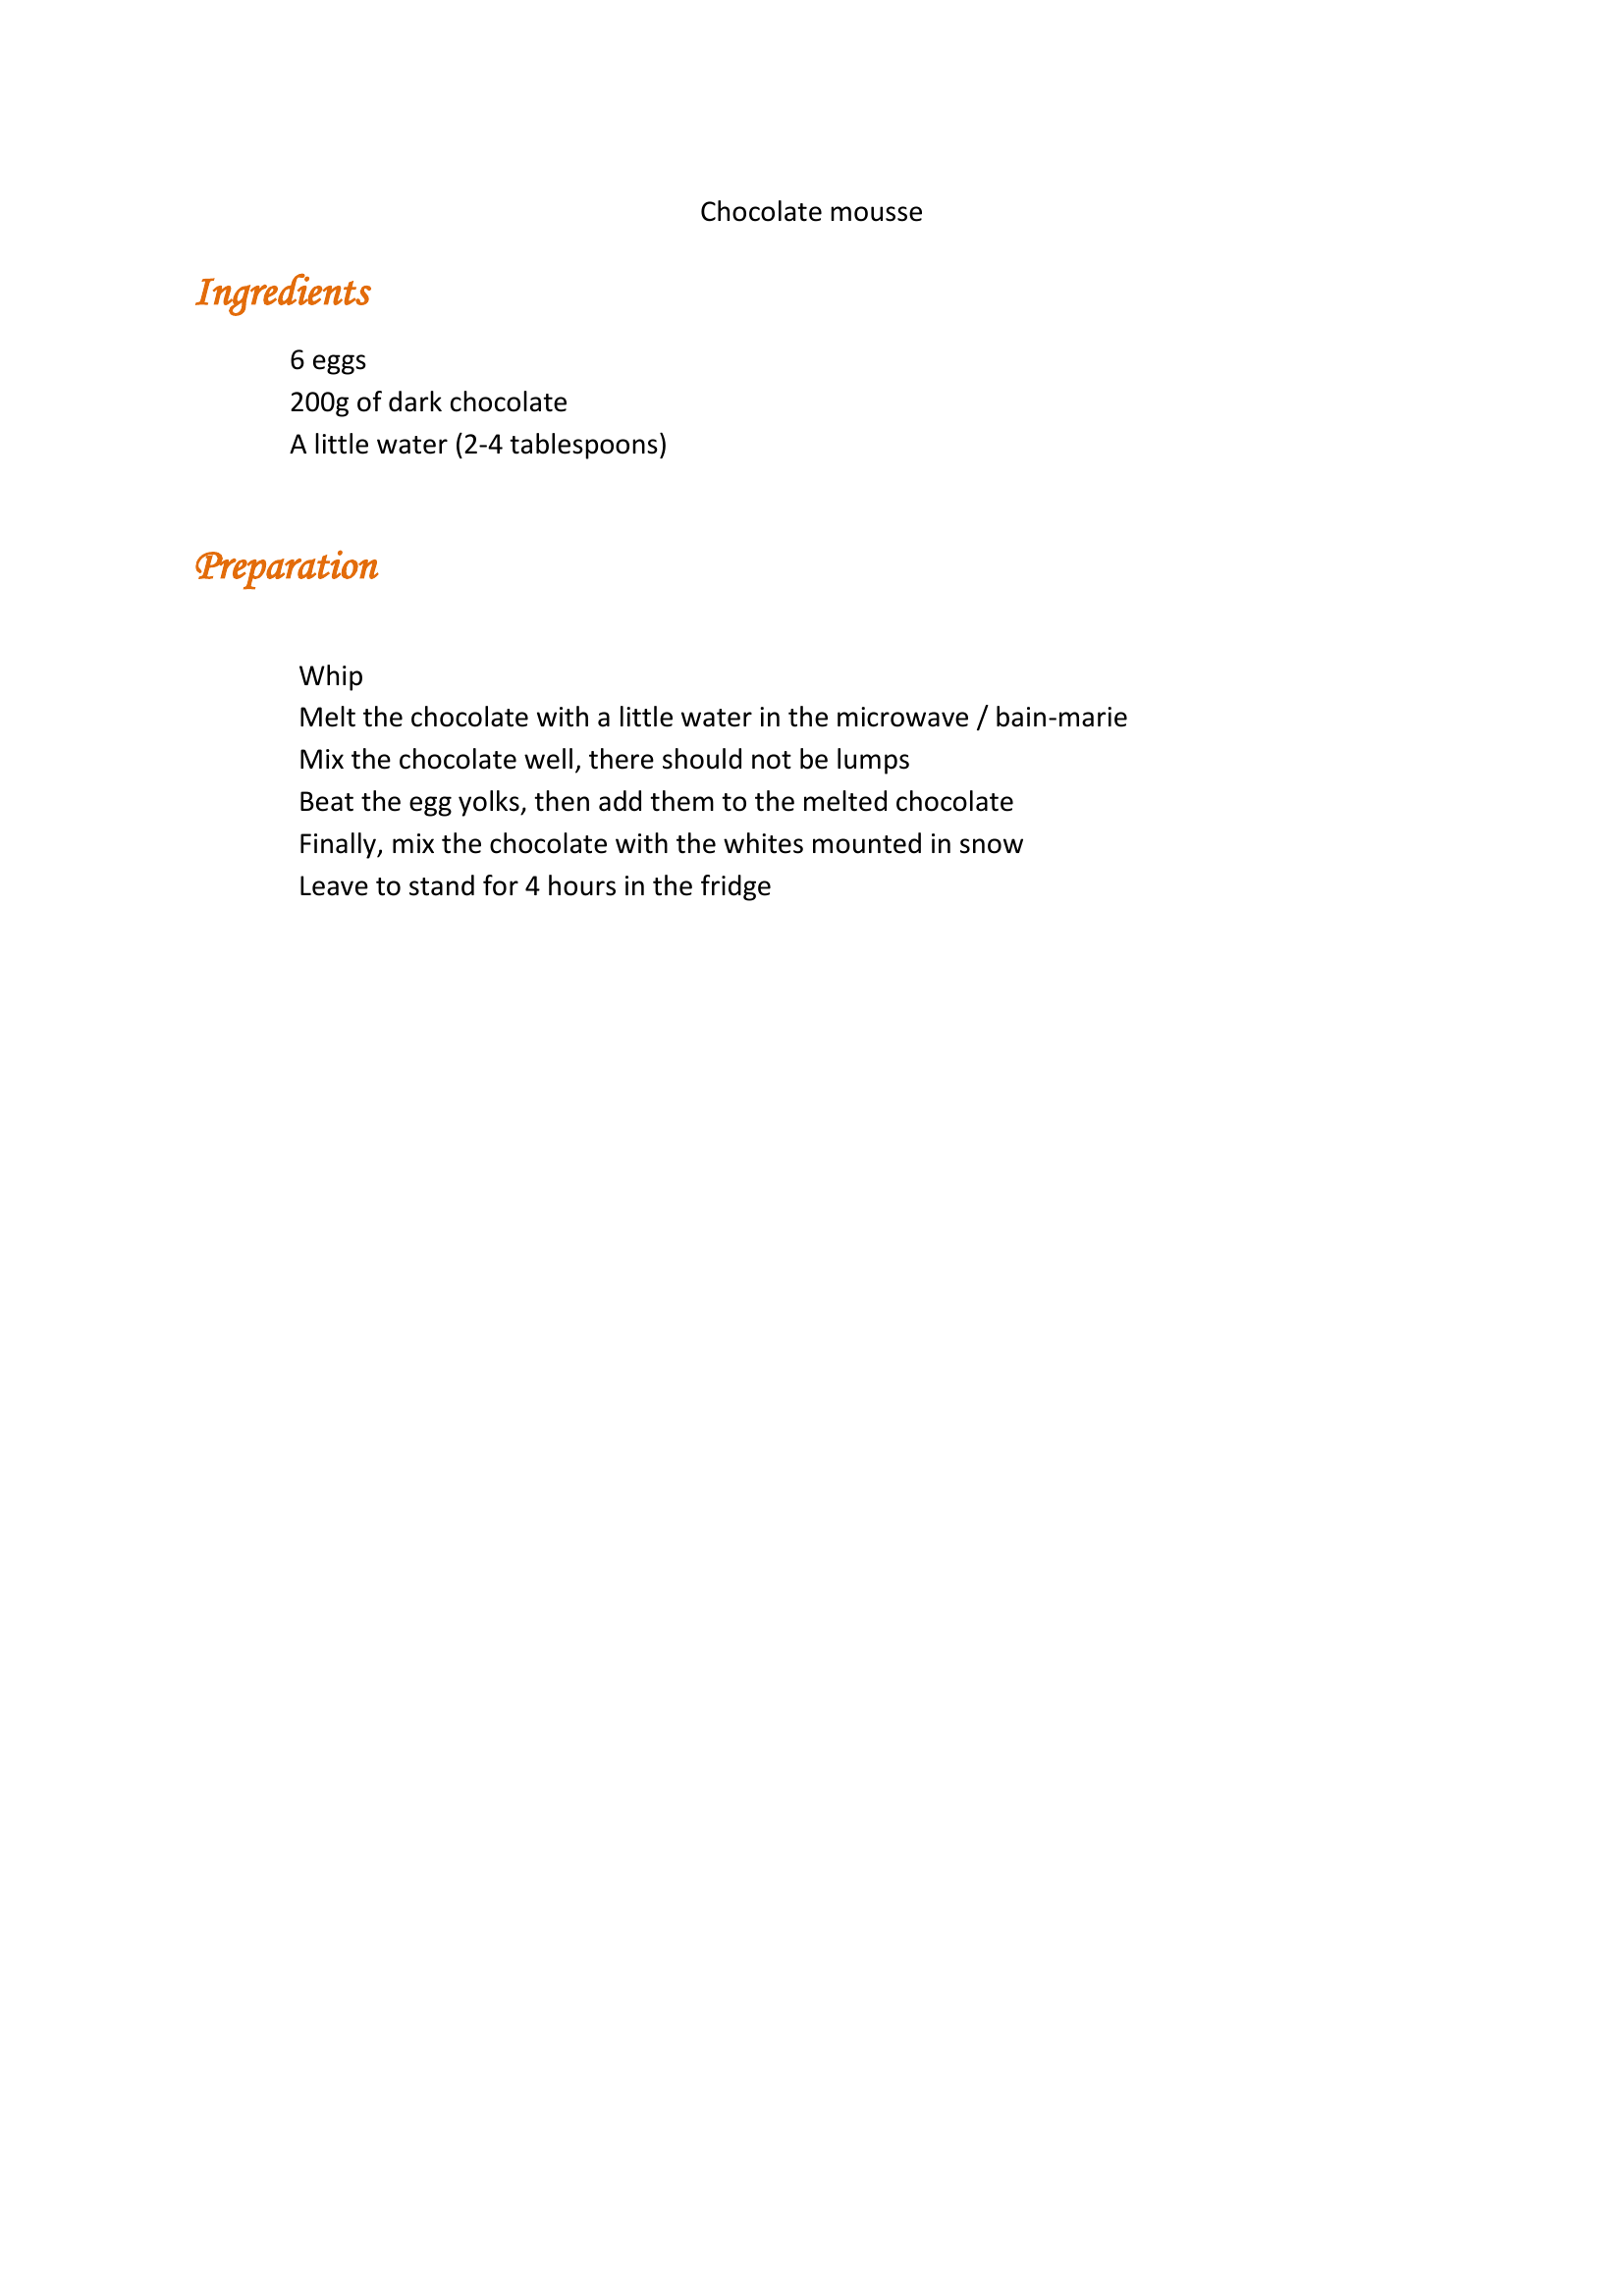 Chocolate mousse
Ingredients
6 eggs
200g of dark chocolate
A little water (2-4 tablespoons)
Preparation
Whip
Melt the chocolate with a little water in the microwave / bain-marie
Mix the chocolate well, there should not be lumps
Beat the egg yolks, then add them to the melted chocolate
Finally, mix the chocolate with the whites mounted in snow
Leave to stand for 4 hours in the fridge